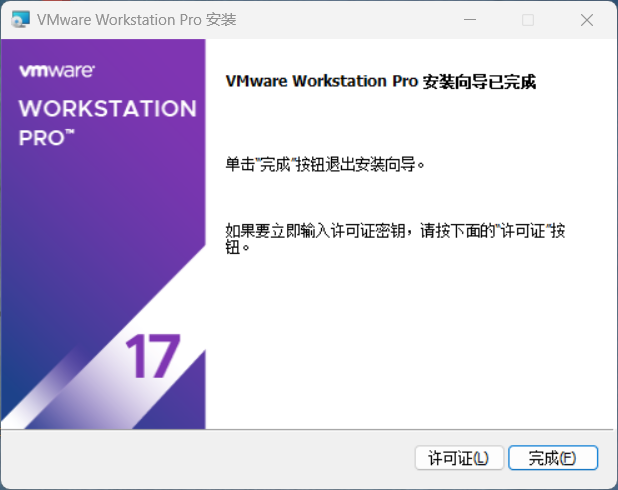 VMware Workstation Pro 安装
vmware®
WORKSTATION
PRO™
17
VMware Workstation Pro 安装向导已完成
单击"完成"按钮退出安装向导。
如果要立即输入许可证密钥，请按下面的"许可证"按
钮。
许可证(L)
完成(F)